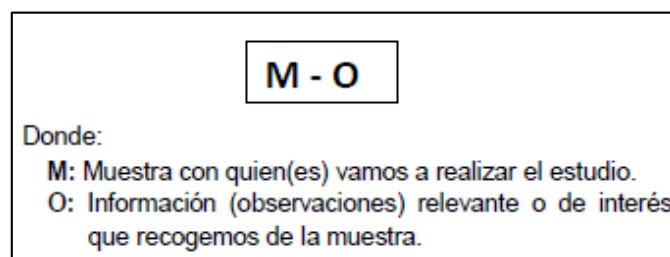 M - O
Donde:
M: Muestra con quien(es) vamos a realizar el estudio.
O: Información (observaciones) relevante o de interés
que recogemos de la muestra.